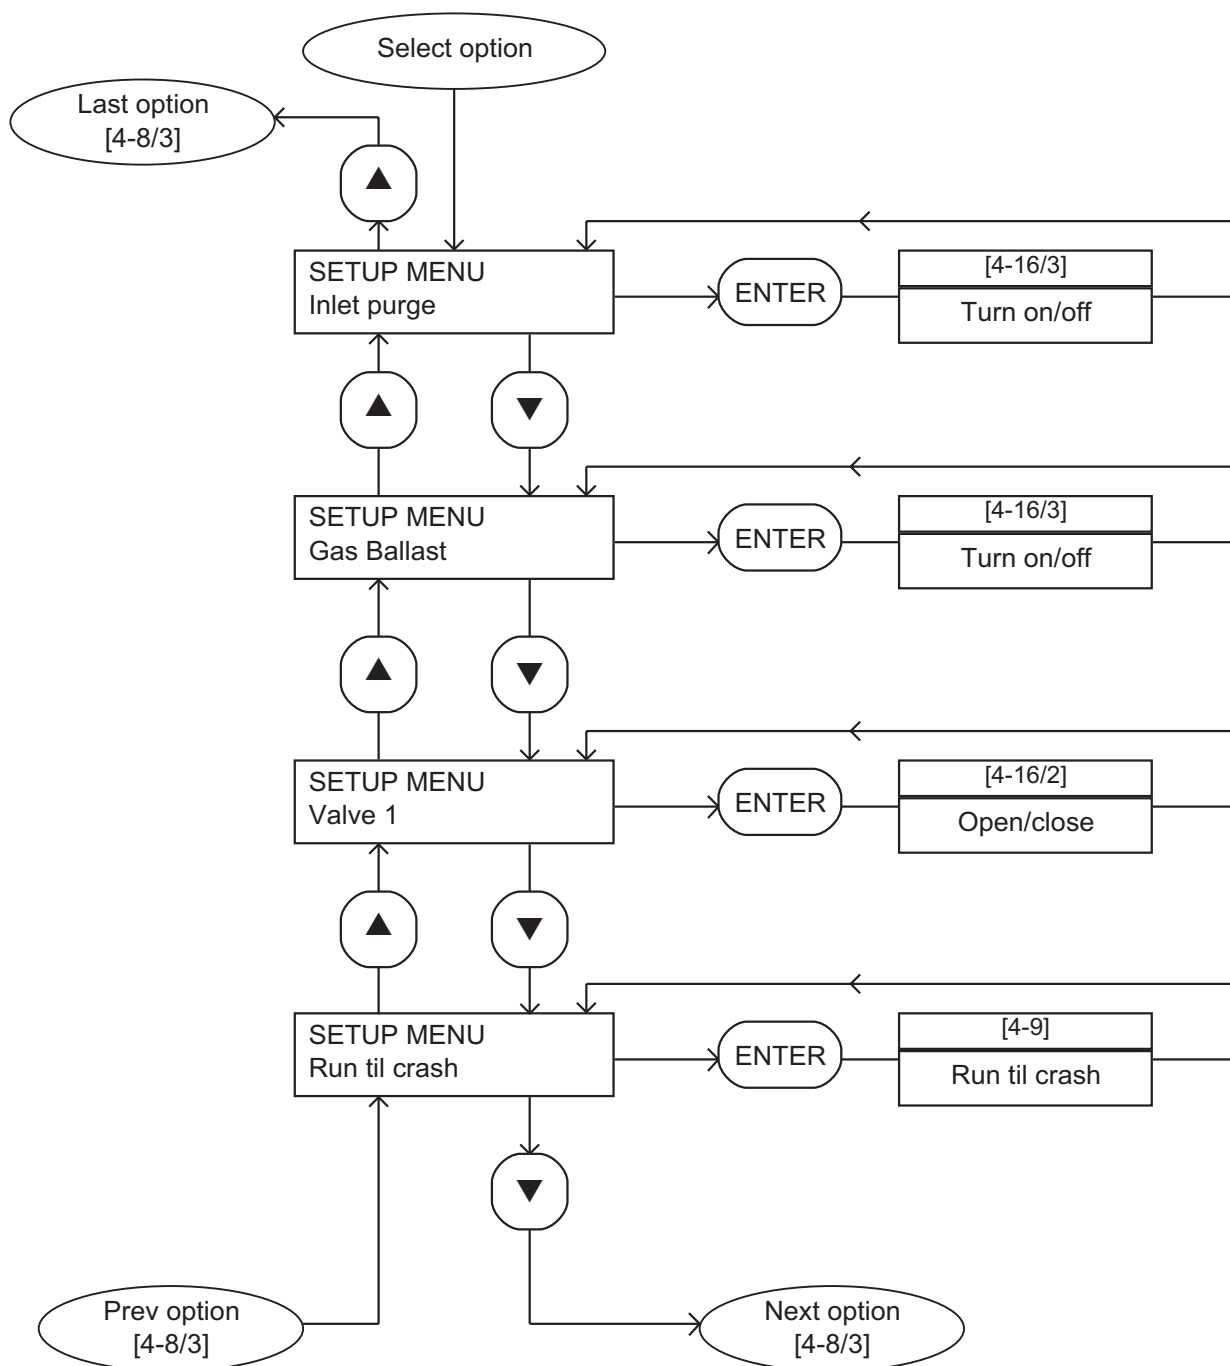 Select option
Last option
[4-8/3]
SETUP MENU
Inlet purge
ENTER
[4-16/3]
Turn on/off
SETUP MENU
Gas Ballast
ENTER
[4-16/3]
Turn on/off
SETUP MENU
Valve 1
ENTER
[4-16/2]
Open/close
SETUP MENU
Run til crash
ENTER
[4-9]
Run til crash
Prev option
[4-8/3]
Next option
[4-8/3]